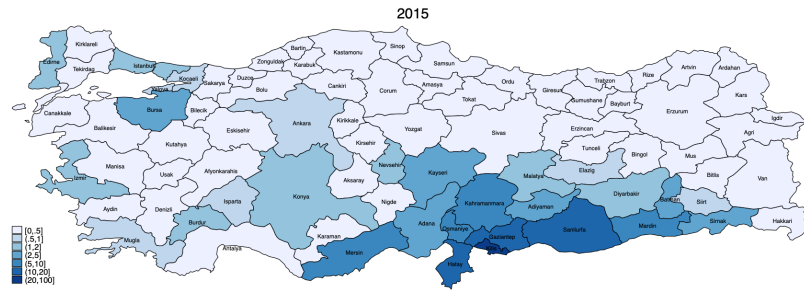 2015
Kirklareli
Edirne
Tekirdag
Istanbul
Kocaeli
Yalova
Sakarya
Duzce
Zonguldak
Bartin
Karabuk
Kastamonu
Sinop
Samsun
Ordu
Giresun
Trabzon
Rize
Artvin
Ardahan
Kars
Igdir
Agri
Canakkale
Balikesir
Bursa
Bilecik
Bolu
Cankiri
Corum
Amasya
Tokat
Gumushane
Bayburt
Erzurum
Erzincan
Kutahya
Eskisehir
Ankara
Kirikkale
Yozgat
Sivas
Tunceli
Bingol
Mus
Bitlis
Van
Manisa
Izmir
Usak
Afyonkarahis
Kirsehir
Nevsehir
Kayseri
Malatya
Elazig
Diyarbakir
Batman
Siirt
Hakkari
Aydin
Denizli
Isparta
Burdur
Konya
Aksaray
Nigde
Kahramanmara
Adiyaman
Sanliurfa
Mardin
Sirnak
Mugla
Antalya
Karaman
Mersin
Adana
Osmaniye
Gaziantep
Hatay
[0,.5]
(.5,1]
(1,2]
(2,5]
(5,10]
(10,20]
(20,100]